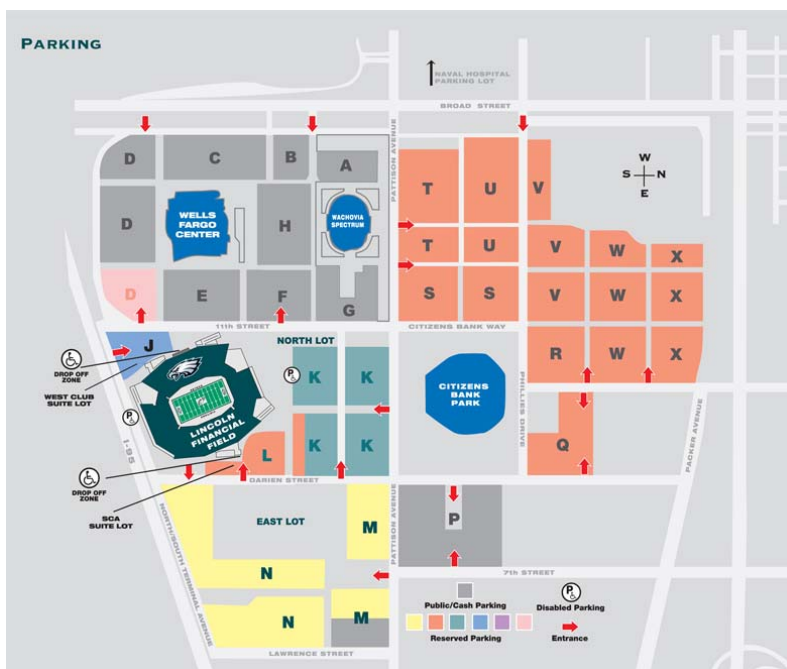 PARKING
NAVAL HOSPITAL
PARKING LOT
BROAD STREET
PATTISON AVENUE
D
C
B
A
D
WELLS
FARGO
CENTER
H
WACHOVIA
SPECTRUM
D
E
F
G
T
U
V
T
U
V
W
X
S
S
V
W
X
R
W
X
W
S
N
E
11th STREET
CITIZENS BANK WAY
J
NORTH LOT
P
DROP OFF
ZONE
WEST CLUB
SUITE LOT
P
LINCOLN
FINANCIAL
FIELD
K
K
K
K
L
CITIZENS
BANK
PARK
PHILLIES DRIVE
Q
PACKER AVENUE
I-95
DROP OFF
ZONE
SCA
SUITE LOT
DARIEN STREET
NORTH/SOUTH TERMINAL AVENUE
EAST LOT
M
N
N
M
PATTISON AVENUE
P
7th STREET
LAWRENCE STREET
Public/Cash Parking
P
Disabled Parking
Reserved Parking
Entrance